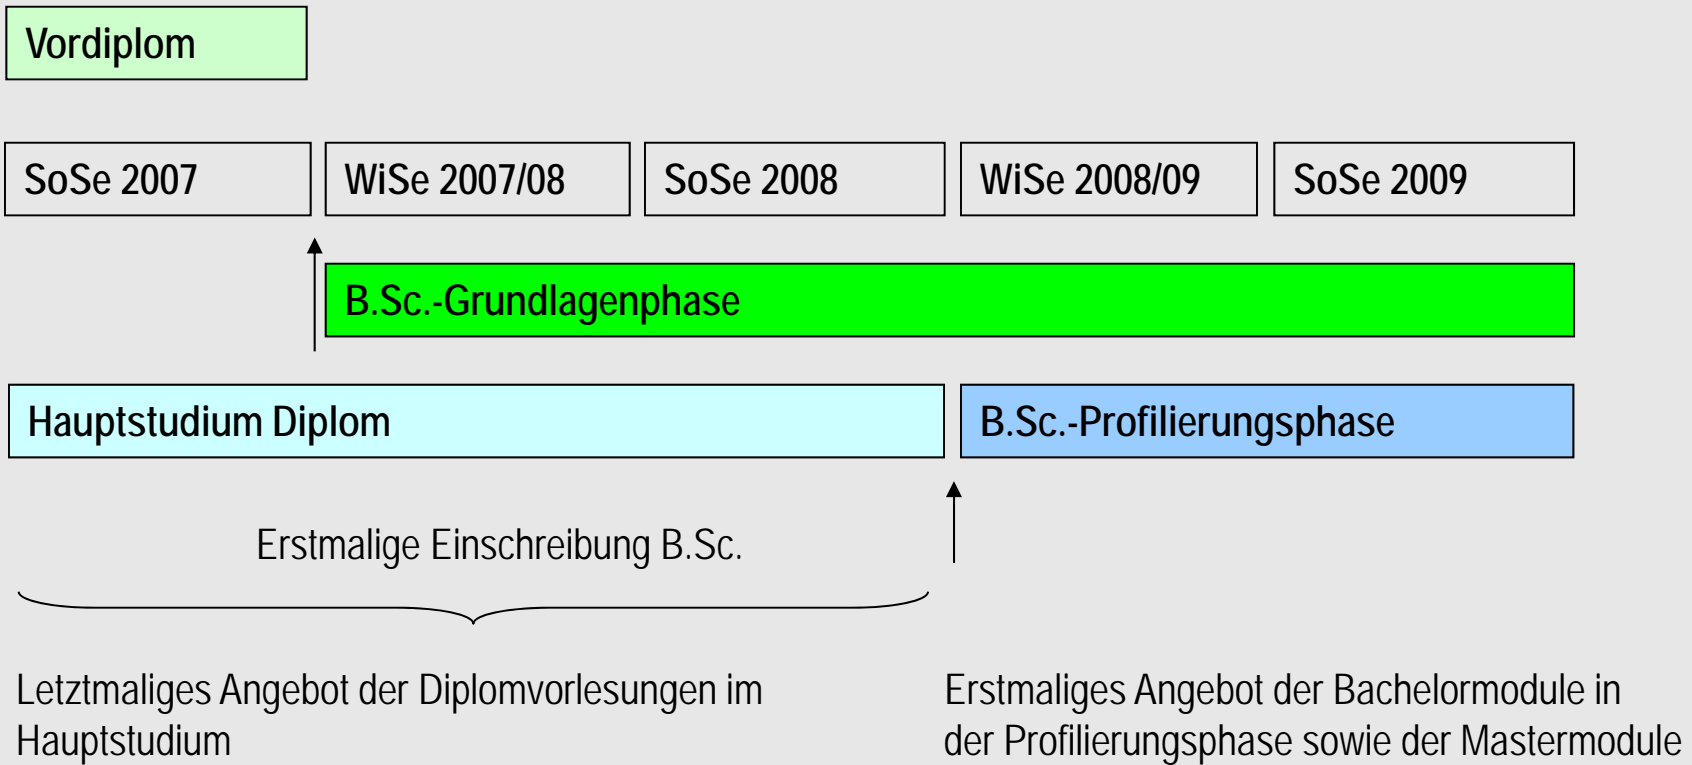 Vordiplom
SoSe 2007
WiSe 2007/08
SoSe 2008
WiSe 2008/09
SoSe 2009
B.Sc.-Grundlagenphase
Hauptstudium Diplom
B.Sc.-Profilierungsphase
Erstmalige Einschreibung B.Sc.
Letztmaliges Angebot der Diplomvorlesungen im
Hauptstudium
Erstmaliges Angebot der Bachelormodule in
der Profilierungsphase sowie der Mastermodule